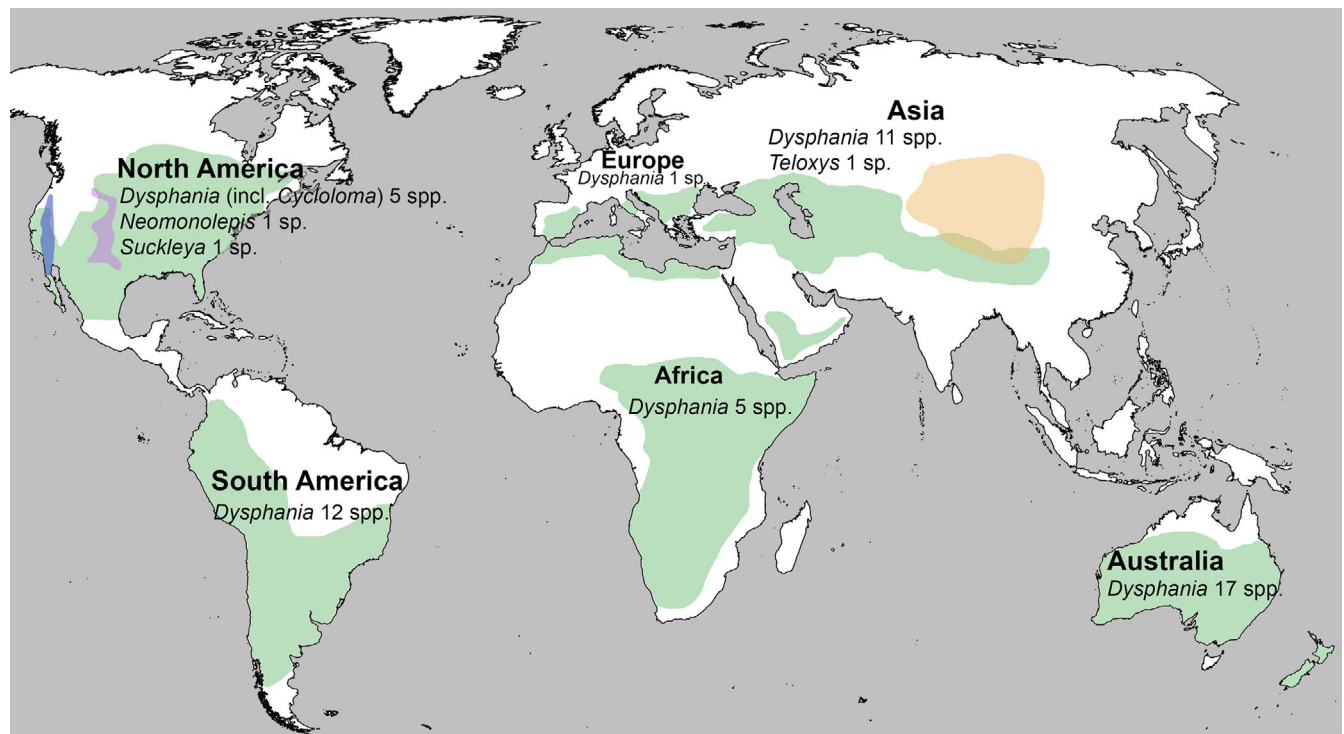 North America
Dysphania (incl. Cycloloma) 5 spp.
Neomonolepis 1 sp.
Suckleya 1 sp.
Europe
Dysphania 1 sp.
Asia
Dysphania 11 spp.
Teloxys 1 sp.
Africa
Dysphania 5 spp.
South America
Dysphania 12 spp.
Australia
Dysphania 17 spp.